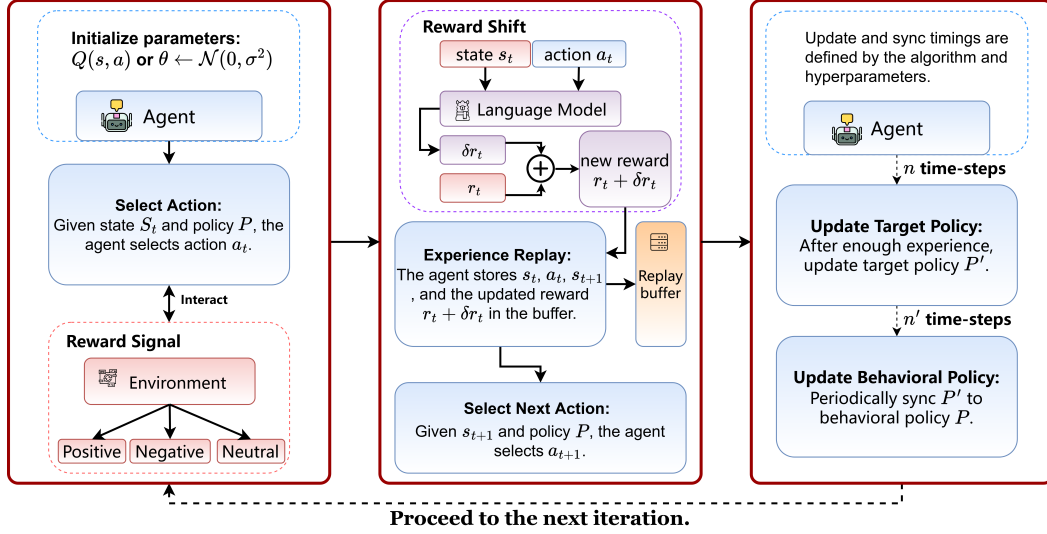 Initialize parameters:
Q(s, a) or θ ← 𝒩(0, σ²)
Agent
Select Action:
Given state S_t and policy P, the
agent selects action a_t.
Interact
Reward Signal
Environment
Positive
Negative
Neutral
Reward Shift
state s_t
action a_t
Language Model
δr_t
r_t
+
new reward
r_t + δr_t
Experience Replay:
The agent stores s_t, a_t, s_{t+1}
, and the updated reward
r_t + δr_t in the buffer.
Replay
buffer
Select Next Action:
Given s_{t+1} and policy P, the agent
selects a_{t+1}.
Update and sync timings are
defined by the algorithm and
hyperparameters.
Agent
n time-steps
Update Target Policy:
After enough experience,
update target policy P′.
n′ time-steps
Update Behavioral Policy:
Periodically sync P′ to
behavioral policy P.
Proceed to the next iteration.